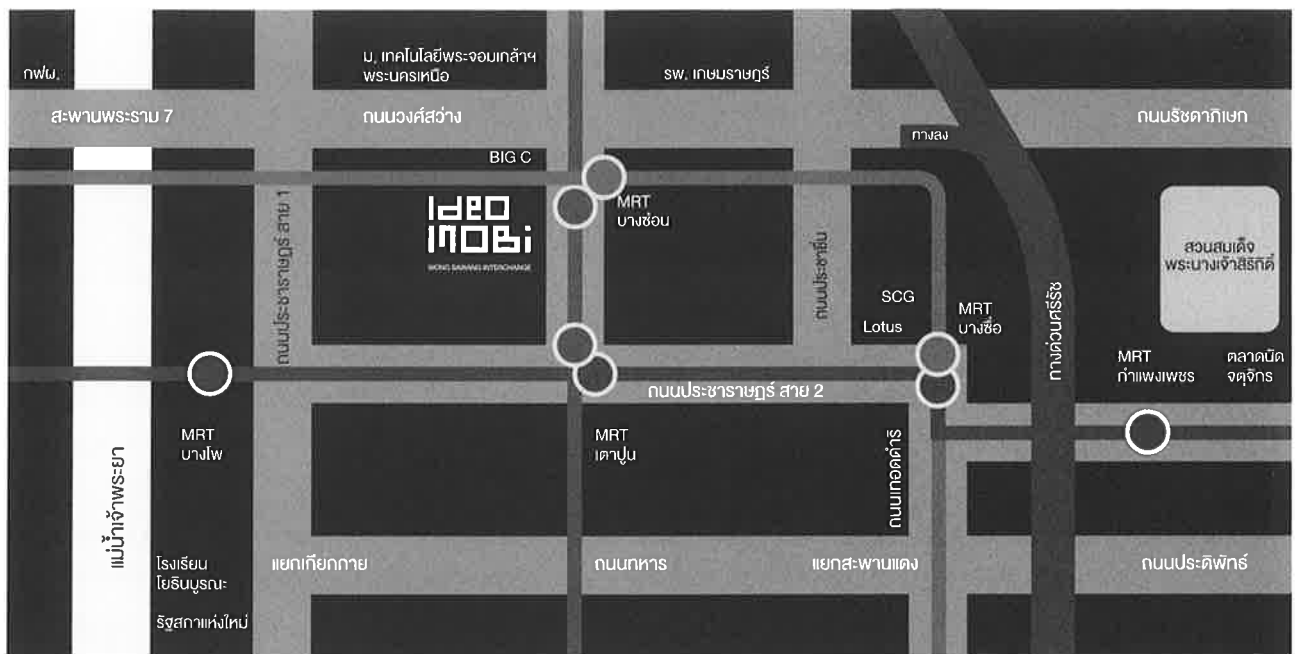 ม. เทคโนโลยีพระจอมเกล้าฯ
พระนครเหนือ
กฟผ.
รพ. เกษมราษฎร์
สะพานพระราม 7
ถนนวงศ์สว่าง
ถนนรัชดาภิเษก
ทางลง
BIG C
IDEO
MOBI
WONG SAWANG INTERCHANGE
MRT
บางซ่อน
ถนนประชาราษฎร์ สาย 1
ถนนประชาชื่น
สวนสมเด็จ
พระนางเจ้าสิริกิติ์
SCG
Lotus
MRT
บางซื่อ
ทางด่วนศรีรัช
MRT
กำแพงเพชร
ตลาดนัด
จตุจักร
ถนนประชาราษฎร์ สาย 2
MRT
บางโพ
MRT
เตาปูน
ถนนเทอดดำริ
แม่น้ำเจ้าพระยา
โรงเรียน
โยธินบูรณะ
รัฐสภาแห่งใหม่
แยกเกียกกาย
ถนนทหาร
แยกสะพานแดง
ถนนประดิพัทธ์